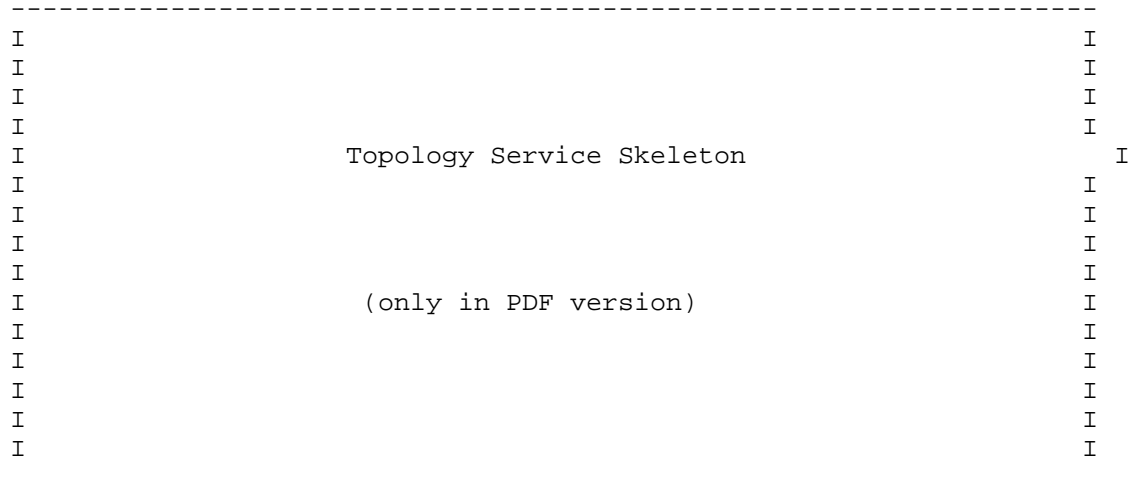 --------------------------------------------------------------------
I                                                                  I
I                                                                  I
I                                                                  I
I                                                                  I
I                    Topology Service Skeleton                       I
I                                                                  I
I                                                                  I
I                                                                  I
I                                                                  I
I                     (only in PDF version)                        I
I                                                                  I
I                                                                  I
I                                                                  I
I                                                                  I
I                                                                  I